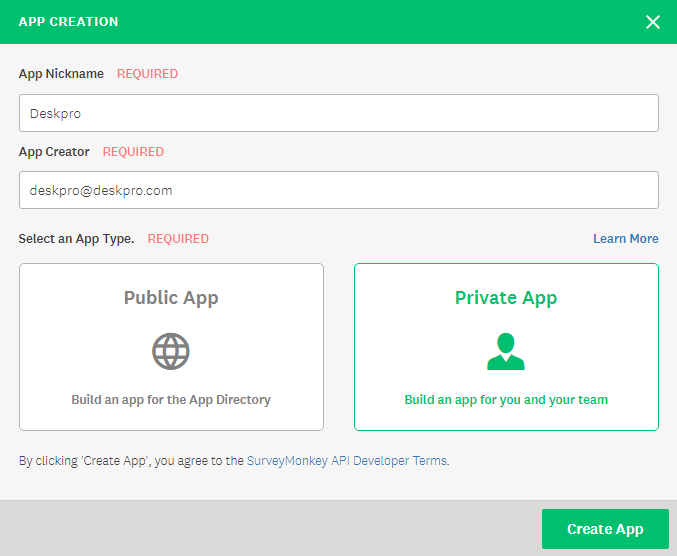 APP CREATION
App Nickname REQUIRED
Deskpro
App Creator REQUIRED
deskpro@deskpro.com
Select an App Type. REQUIRED Learn More
Public App
Build an app for the App Directory
Private App
Build an app for you and your team
By clicking 'Create App', you agree to the SurveyMonkey API Developer Terms.
Create App